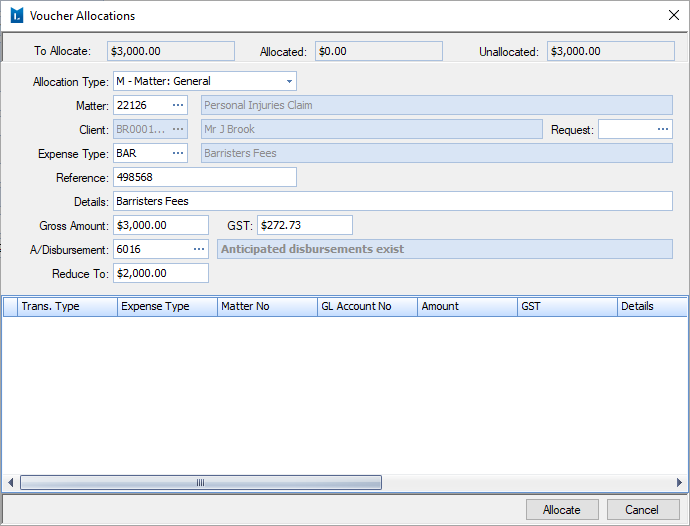 Voucher Allocations
To Allocate: $3,000.00 Allocated: $0.00 Unallocated: $3,000.00
Allocation Type: M - Matter: General
Matter: 22126 ... Personal Injuries Claim
Client: BR0001... ... Mr J Brook Request: ...
Expense Type: BAR ... Barristers Fees
Reference: 498568
Details: Barristers Fees
Gross Amount: $3,000.00 GST: $272.73
A/Disbursement: 6016 ... Anticipated disbursements exist
Reduce To: $2,000.00
Trans. Type Expense Type Matter No GL Account No Amount GST Details
Allocate Cancel